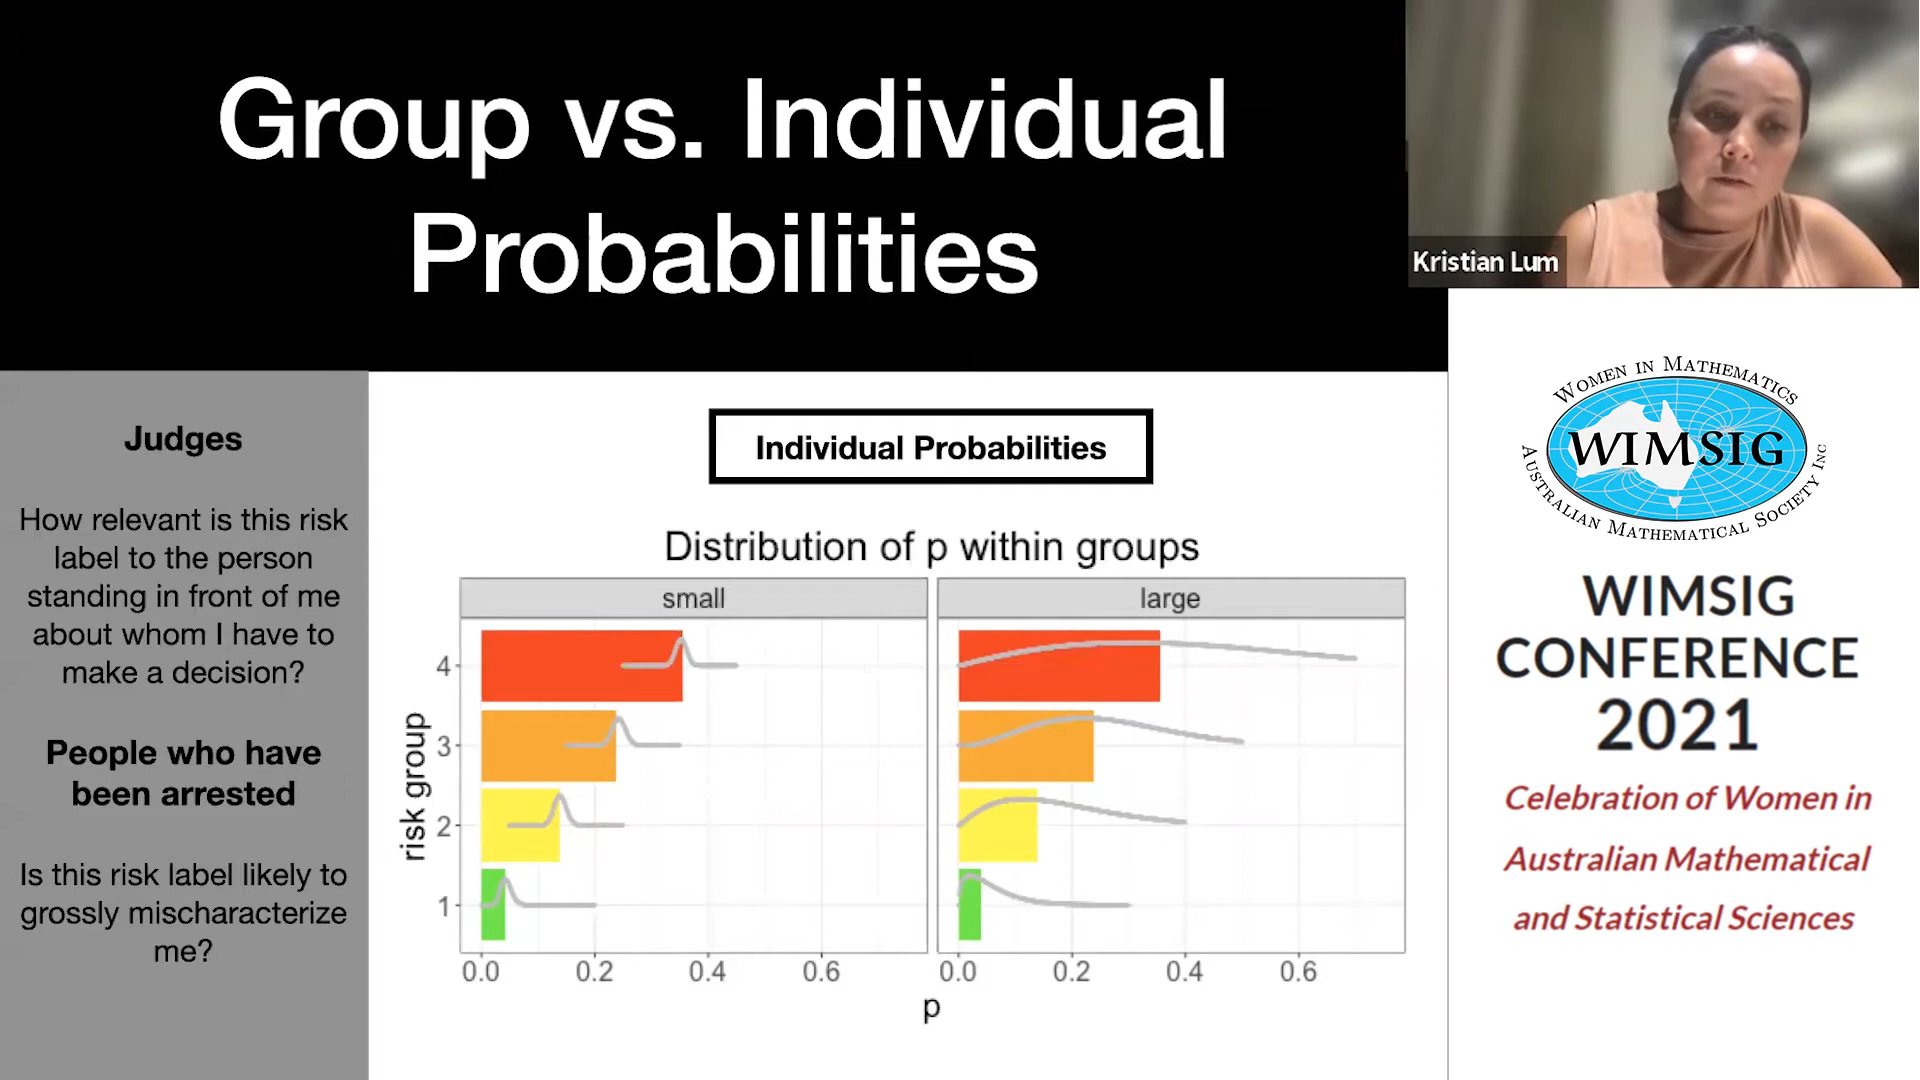 Group vs. Individual
Probabilities
Kristian Lum
Judges
How relevant is this risk
label to the person
standing in front of me
about whom I have to
make a decision?
People who have
been arrested
Is this risk label likely to
grossly mischaracterize
me?
Individual Probabilities
Distribution of p within groups
small
large
risk group
4
3
2
1
0.0 0.2 0.4 0.6
0.0 0.2 0.4 0.6
p
WOMEN IN MATHEMATICS
WIMSIG
AUSTRALIAN MATHEMATICAL SOCIETY INC
WIMSIG
CONFERENCE
2021
Celebration of Women in
Australian Mathematical
and Statistical Sciences